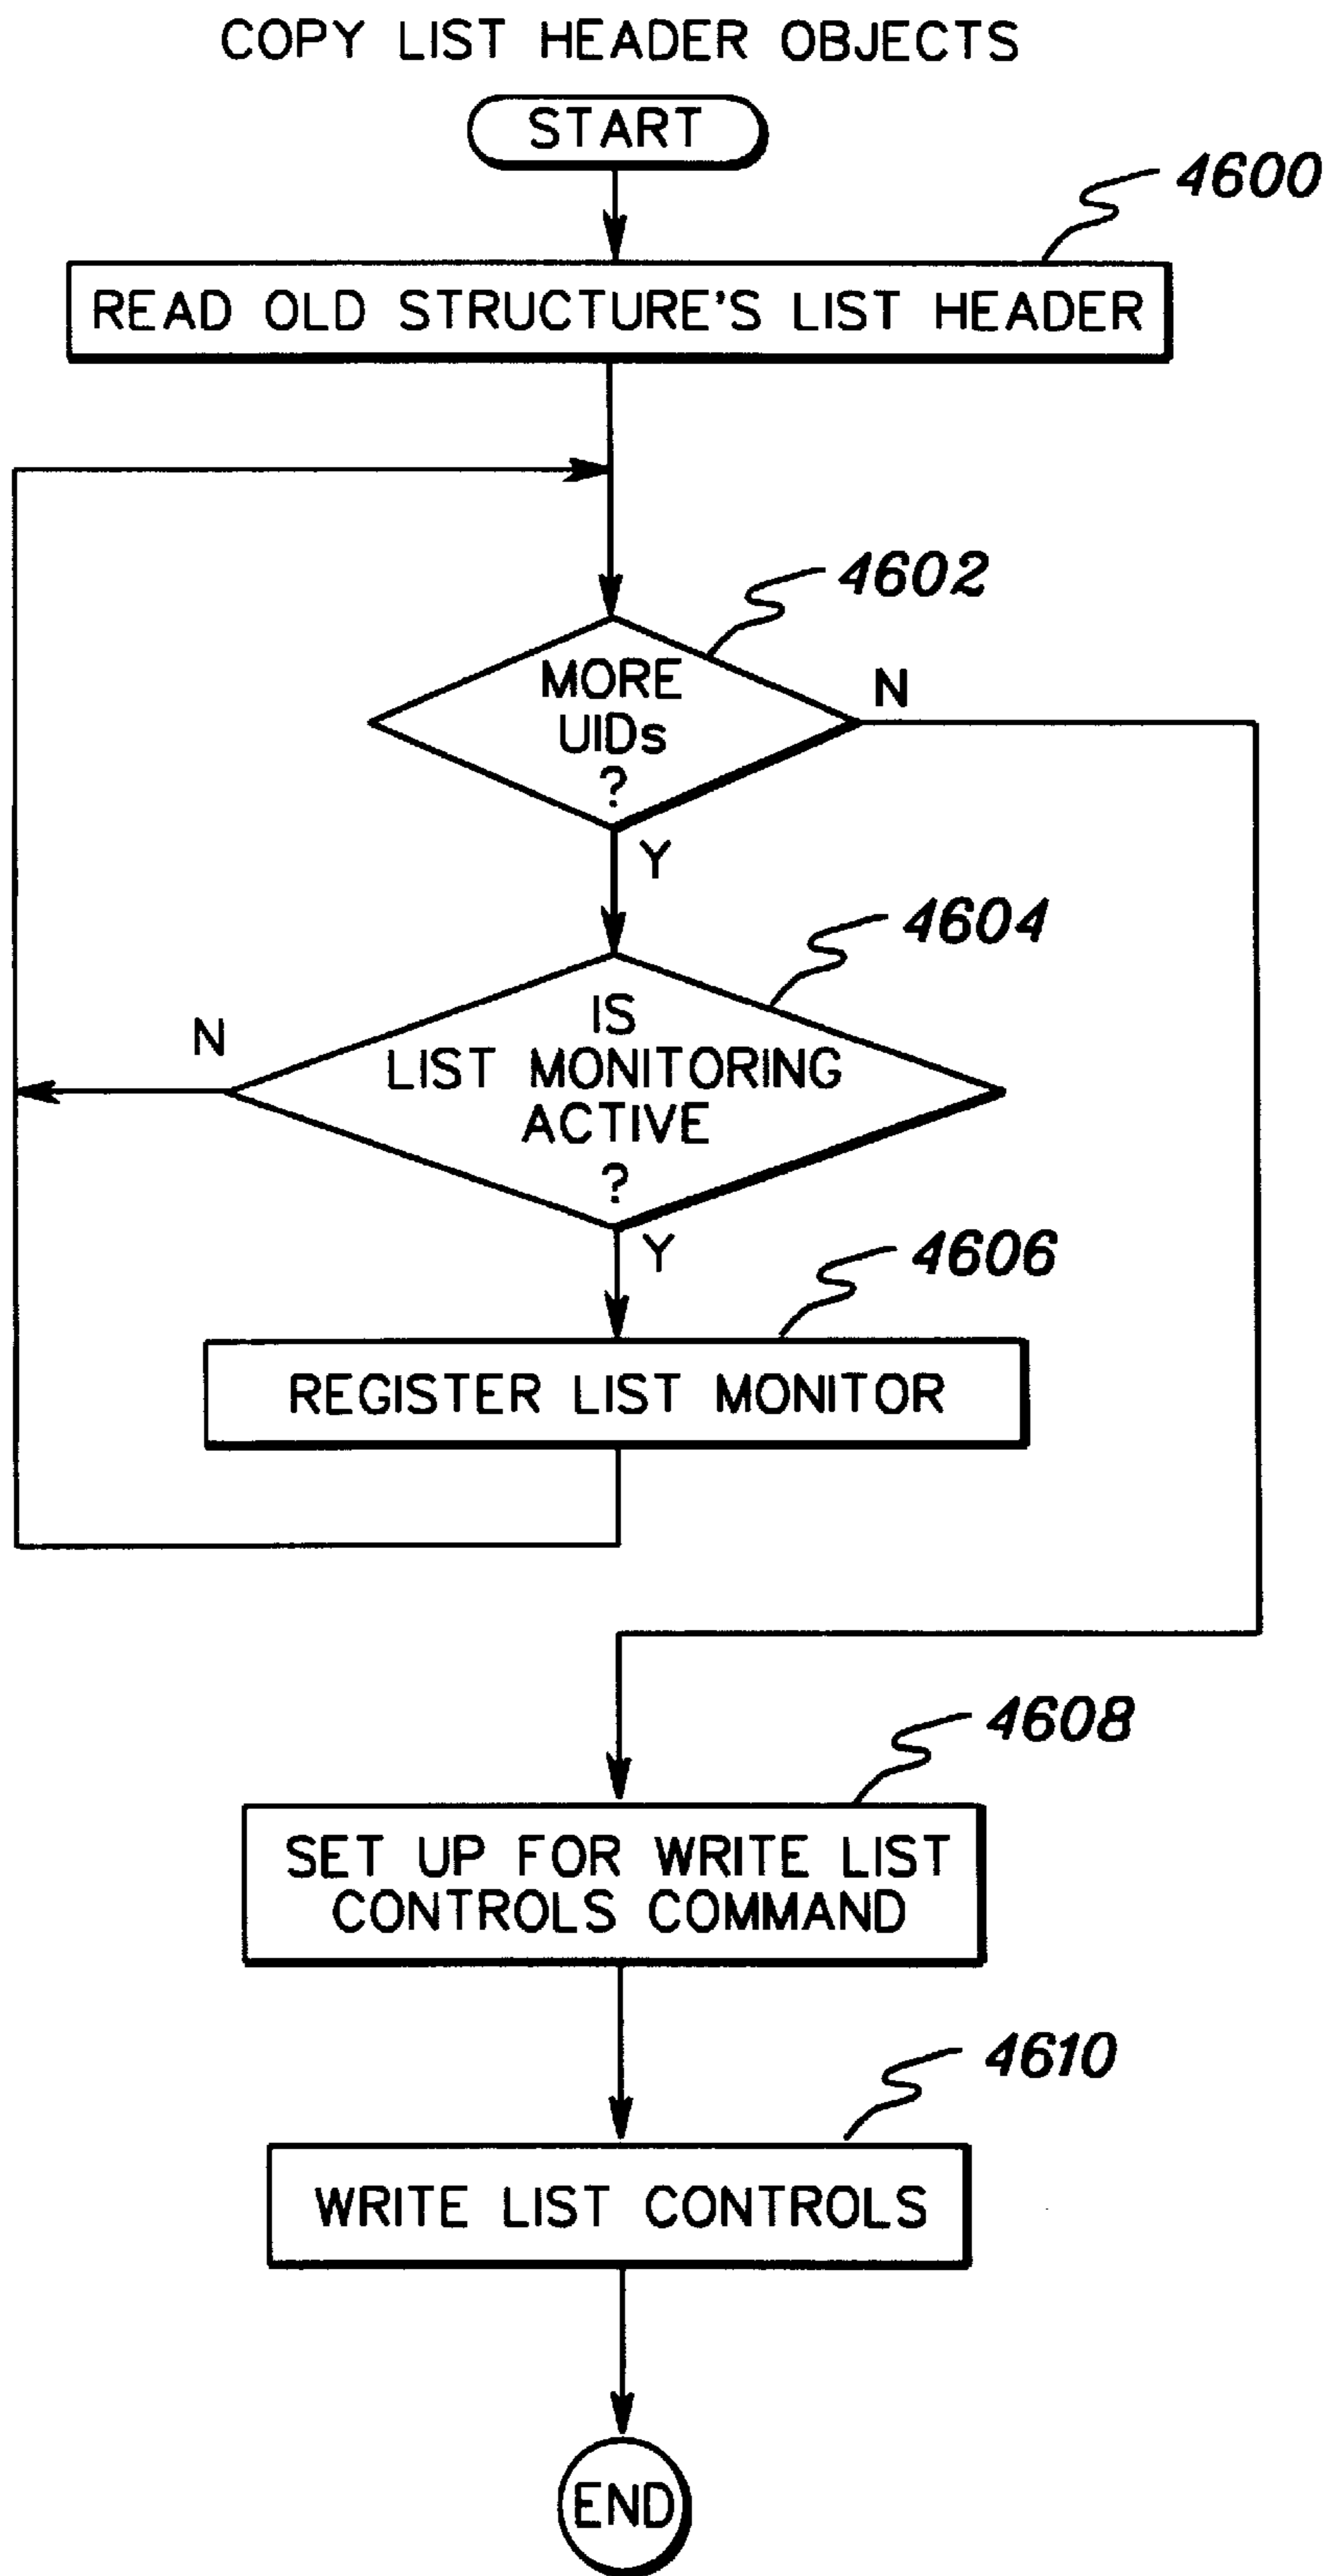 COPY LIST HEADER OBJECTS
START
4600
READ OLD STRUCTURE'S LIST HEADER
4602
MORE
UIDs
?
N
Y
4604
IS
LIST MONITORING
ACTIVE
?
N
Y
4606
REGISTER LIST MONITOR
4608
SET UP FOR WRITE LIST
CONTROLS COMMAND
4610
WRITE LIST CONTROLS
END